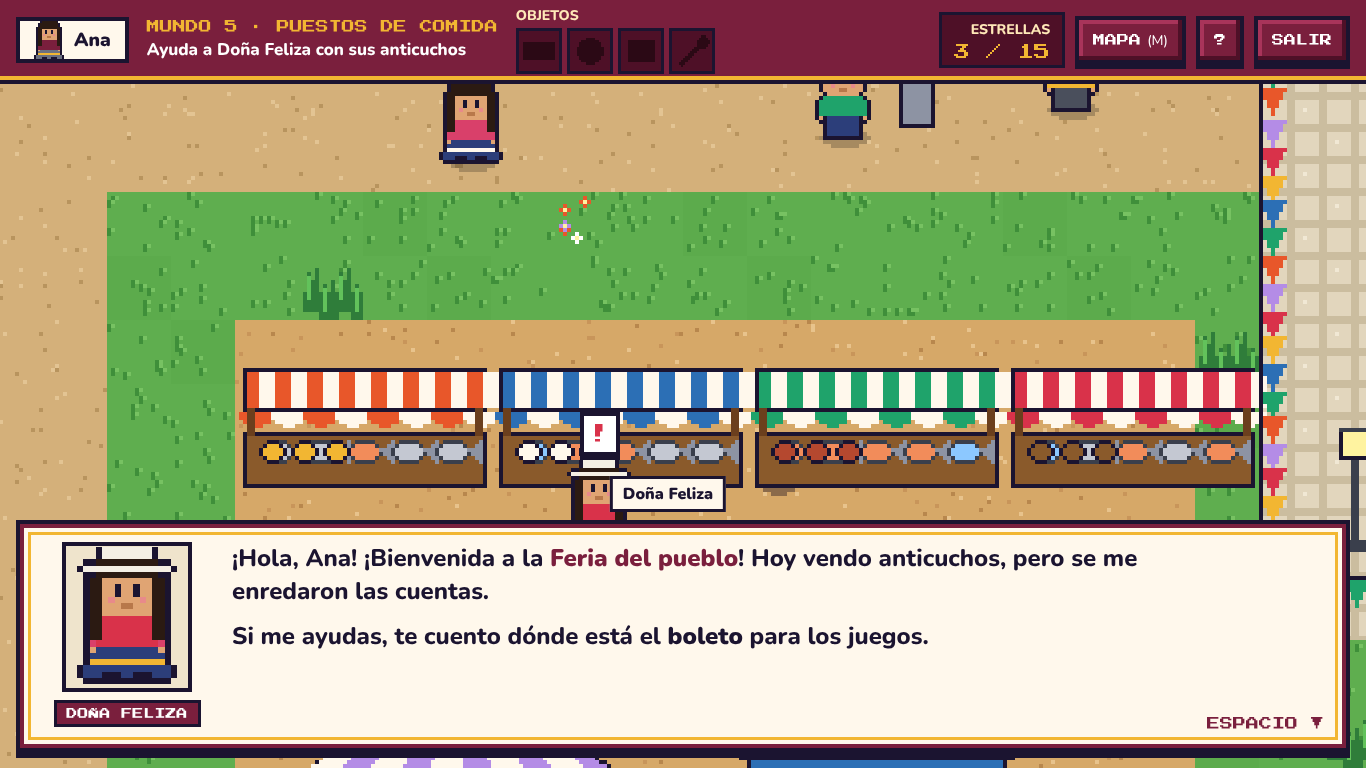 Ana
MUNDO 5 · PUESTOS DE COMIDA
Ayuda a Doña Feliza con sus anticuchos
OBJETOS
ESTRELLAS
3 / 15
MAPA (M)
?
SALIR
!
Doña Feliza
¡Hola, Ana! ¡Bienvenida a la Feria del pueblo! Hoy vendo anticuchos, pero se me
enredaron las cuentas.
Si me ayudas, te cuento dónde está el boleto para los juegos.
DOÑA FELIZA
ESPACIO ▼